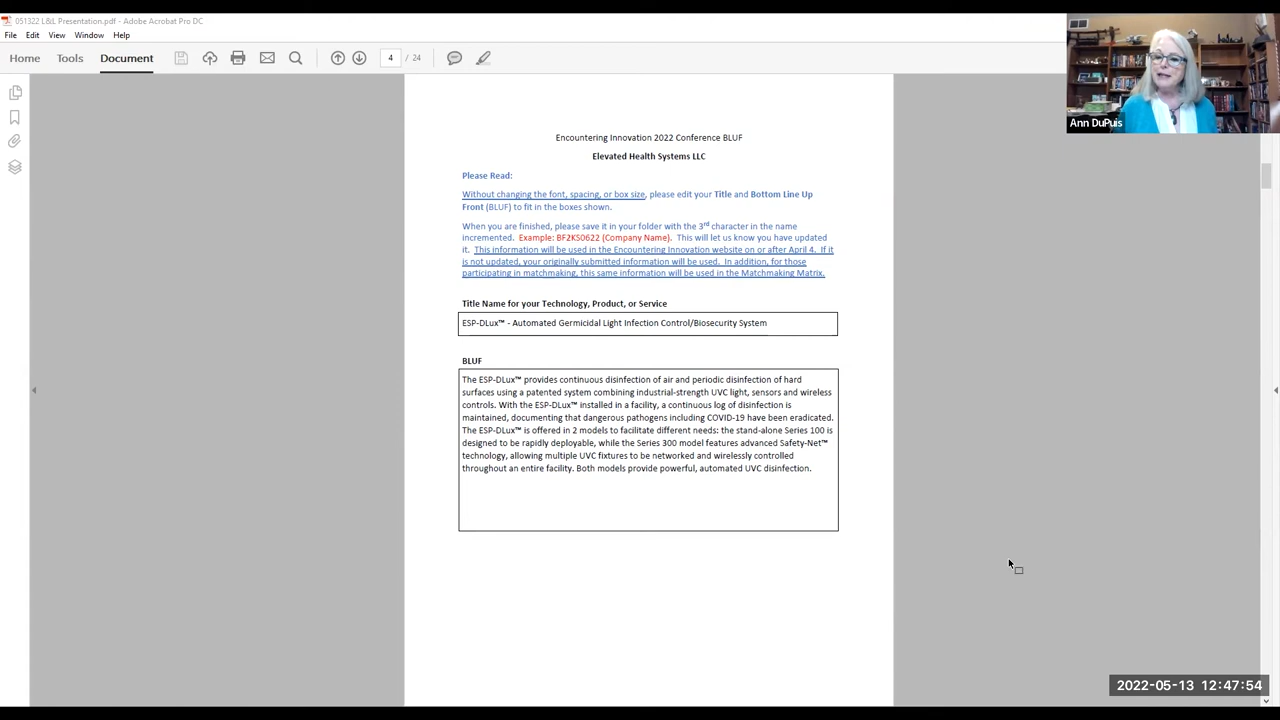 051322 L&L Presentation.pdf - Adobe Acrobat Pro DC
File Edit View Window Help
Home Tools Document 4 / 24
Ann DuPuis
Encountering Innovation 2022 Conference BLUF
Elevated Health Systems LLC
Please Read:
Without changing the font, spacing, or box size, please edit your Title and Bottom Line Up
Front (BLUF) to fit in the boxes shown.
When you are finished, please save it in your folder with the 3rd character in the name
incremented. Example: BF2KS0622 (Company Name). This will let us know you have updated
it. This information will be used in the Encountering Innovation website on or after April 4. If it
is not updated, your originally submitted information will be used. In addition, for those
participating in matchmaking, this same information will be used in the Matchmaking Matrix.
Title Name for your Technology, Product, or Service
ESP-DLux™ - Automated Germicidal Light Infection Control/Biosecurity System
BLUF
The ESP-DLux™ provides continuous disinfection of air and periodic disinfection of hard
surfaces using a patented system combining industrial-strength UVC light, sensors and wireless
controls. With the ESP-DLux™ installed in a facility, a continuous log of disinfection is
maintained, documenting that dangerous pathogens including COVID-19 have been eradicated.
The ESP-DLux™ is offered in 2 models to facilitate different needs: the stand-alone Series 100 is
designed to be rapidly deployable, while the Series 300 model features advanced Safety-Net™
technology, allowing multiple UVC fixtures to be networked and wirelessly controlled
throughout an entire facility. Both models provide powerful, automated UVC disinfection.
2022-05-13 12:47:54